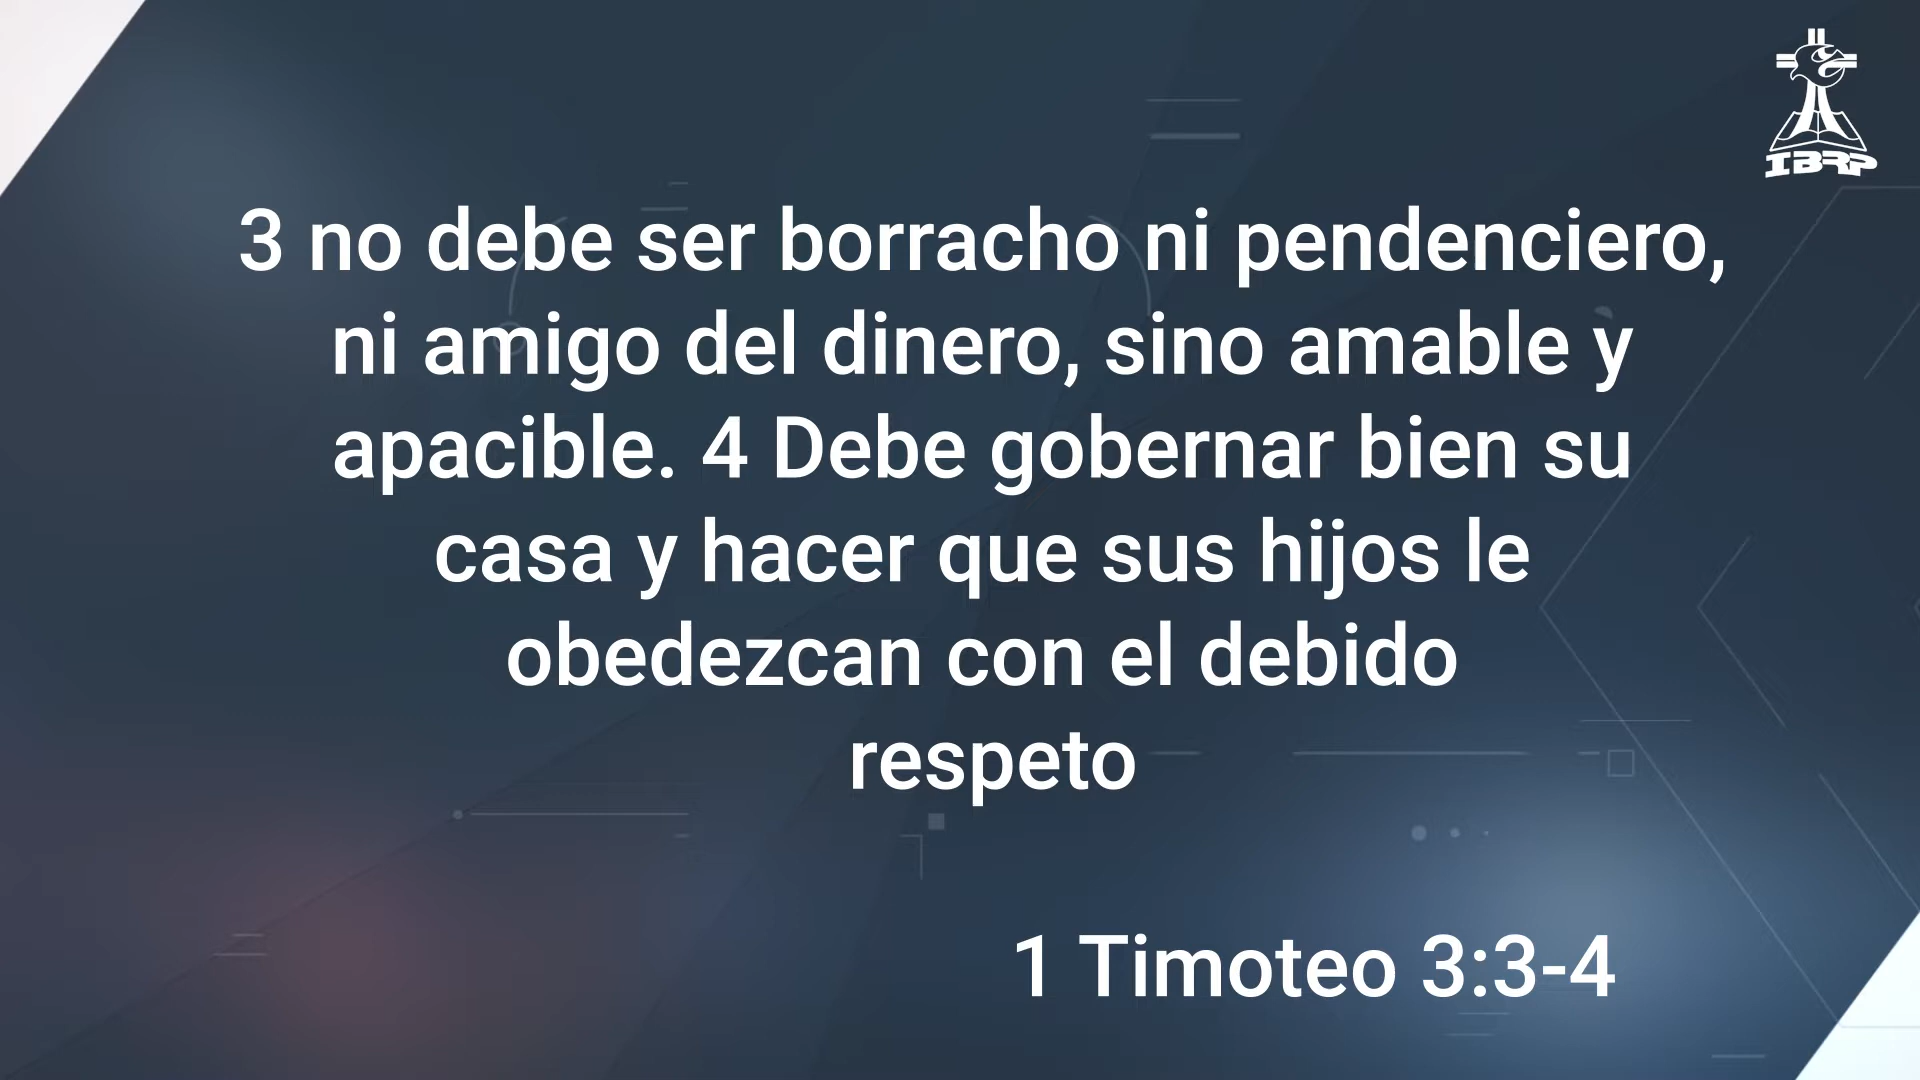 IBRP
3 no debe ser borracho ni pendenciero,
ni amigo del dinero, sino amable y
apacible. 4 Debe gobernar bien su
casa y hacer que sus hijos le
obedezcan con el debido
respeto
1 Timoteo 3:3-4